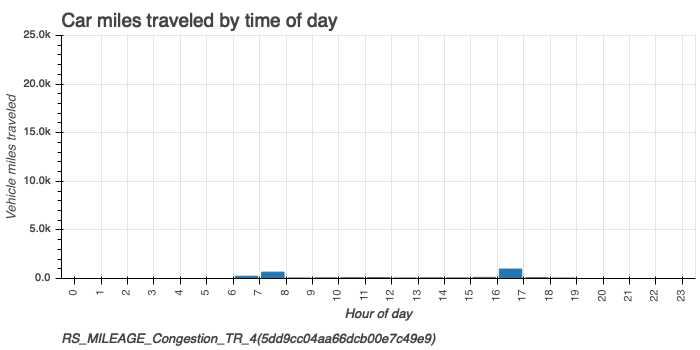 Car miles traveled by time of day
25.0k
20.0k
15.0k
10.0k
5.0k
0.0
Vehicle miles traveled
0 1 2 3 4 5 6 7 8 9 10 11 12 13 14 15 16 17 18 19 20 21 22 23
Hour of day
RS_MILEAGE_Congestion_TR_4(5dd9cc04aa66dcb00e7c49e9)